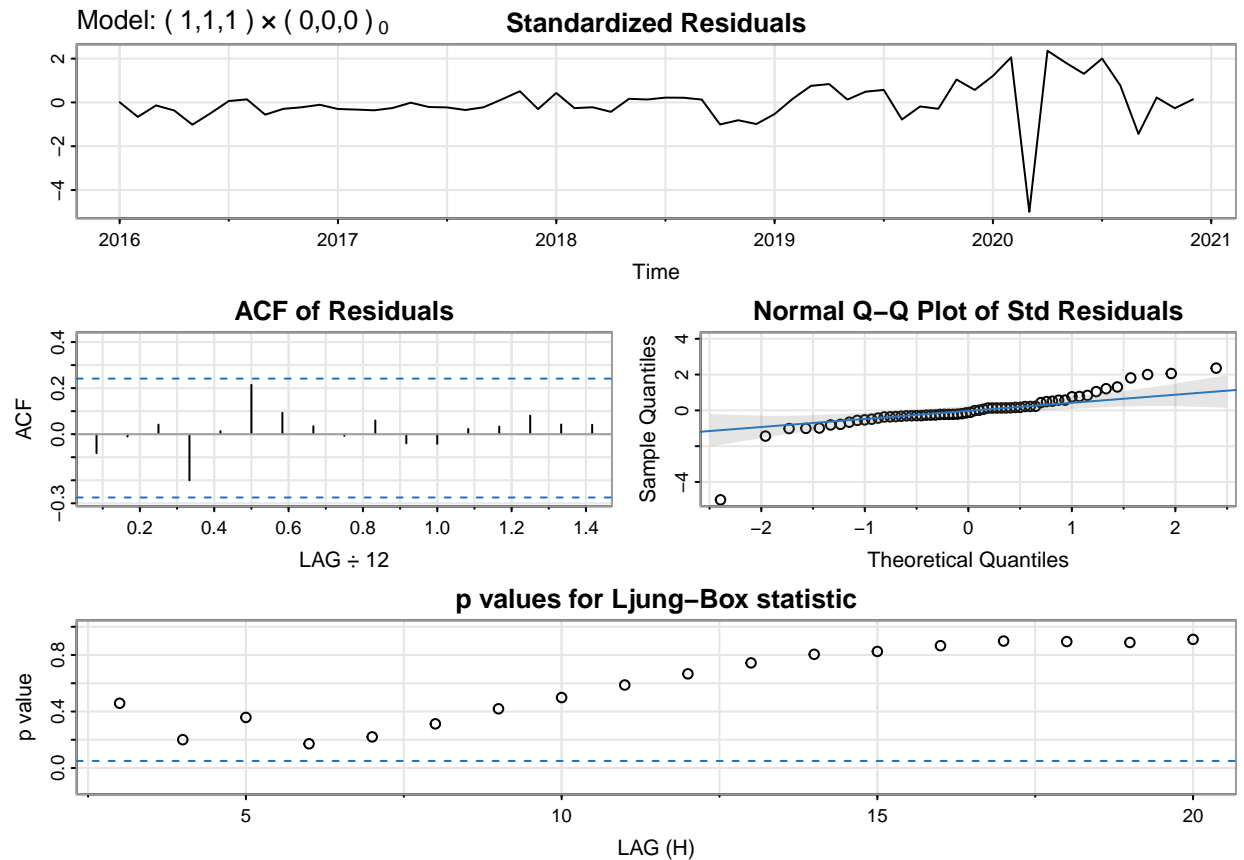 Model: ( 1,1,1 ) × ( 0,0,0 ) 0 Standardized Residuals
2
0
−2
−4
2016 2017 2018 2019 2020 2021
Time
ACF of Residuals
ACF
0.4
0.2
0.0
−0.3
0.2 0.4 0.6 0.8 1.0 1.2 1.4
LAG ÷ 12
Normal Q−Q Plot of Std Residuals
Sample Quantiles
4
2
0
−4
−2 −1 0 1 2
Theoretical Quantiles
p values for Ljung−Box statistic
p value
0.8
0.4
0.0
5 10 15 20
LAG (H)